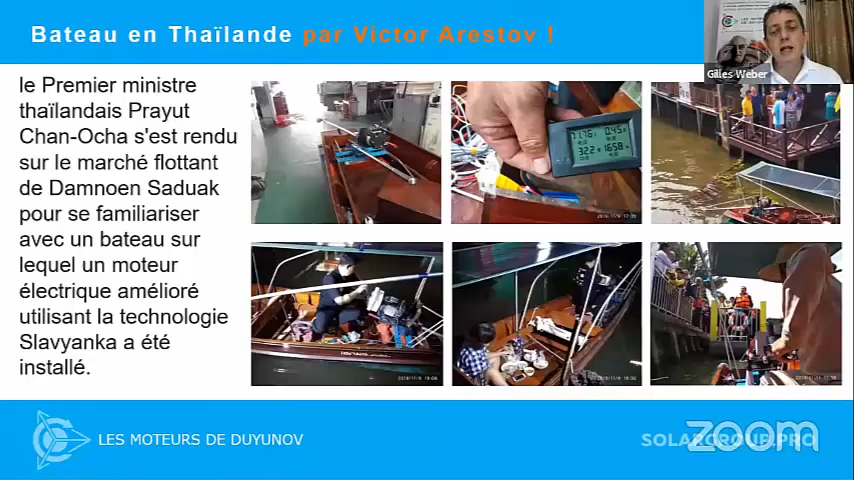 Bateau en Thaïlande par Victor Arestov !
Gilles Weber
le Premier ministre
thaïlandais Prayut
Chan-Ocha s'est rendu
sur le marché flottant
de Damnoen Saduak
pour se familiariser
avec un bateau sur
lequel un moteur
électrique amélioré
utilisant la technologie
Slavyanka a été
installé.
LES MOTEURS DE DUYUNOV
SOLARGROUP.PRO
zoom